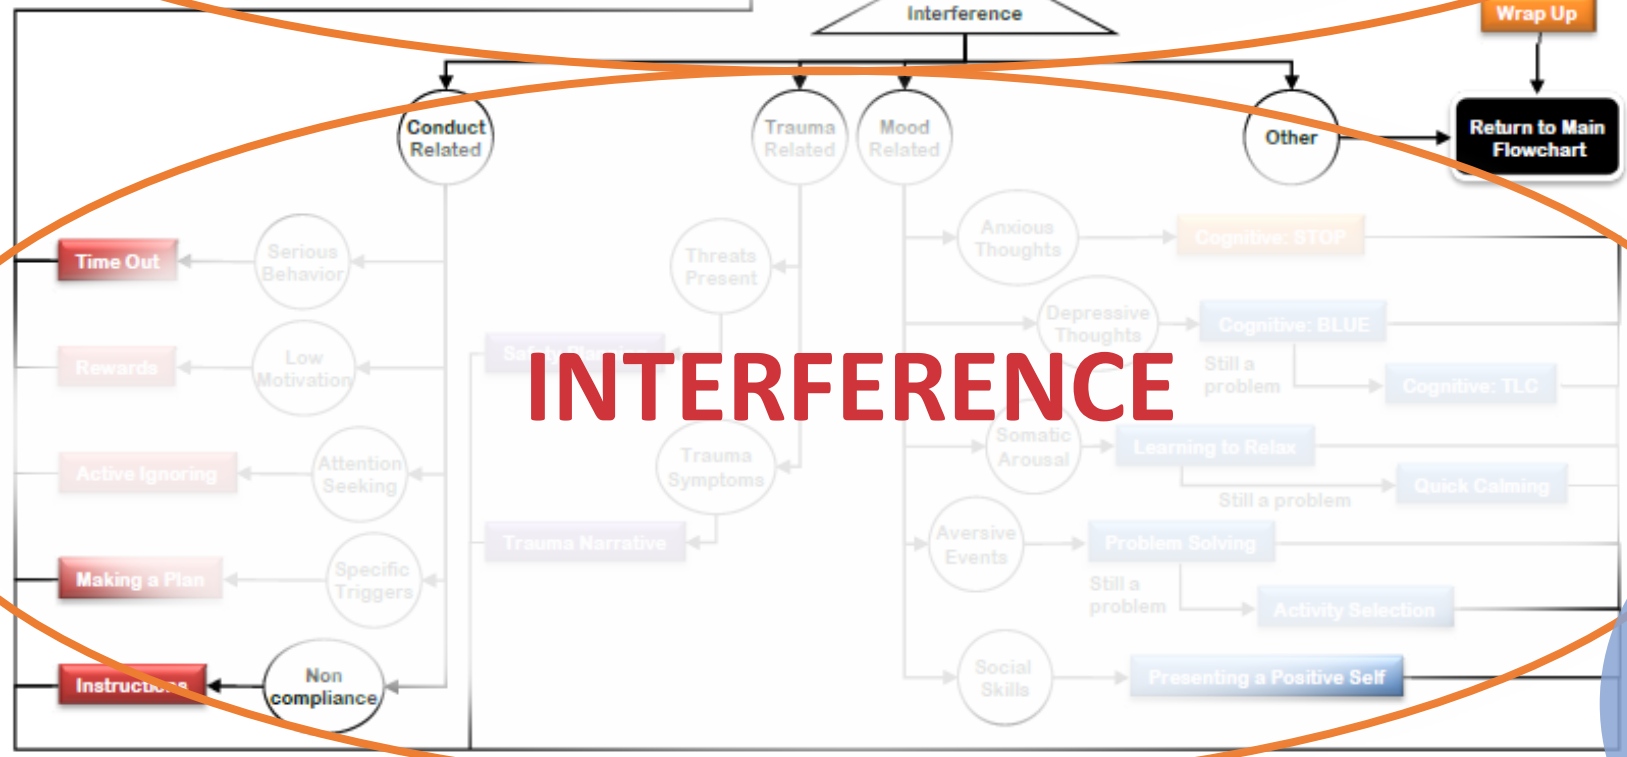 Interference
Wrap Up
Conduct
Related
Trauma
Related
Mood
Related
Other
Return to Main
Flowchart
Time Out
Serious
Behavior
Threats
Present
Anxious
Thoughts
Cognitive: STOP
Rewards
Low
Motivation
Safety Planning
Depressive
Thoughts
Cognitive: BLUE
Still a
problem
Cognitive: TLC
INTERFERENCE
Active Ignoring
Attention
Seeking
Trauma
Symptoms
Somatic
Arousal
Learning to Relax
Still a problem
Quick Calming
Making a Plan
Specific
Triggers
Trauma Narrative
Aversive
Events
Problem Solving
Still a
problem
Activity Selection
Instructions
Non
compliance
Social
Skills
Presenting a Positive Self